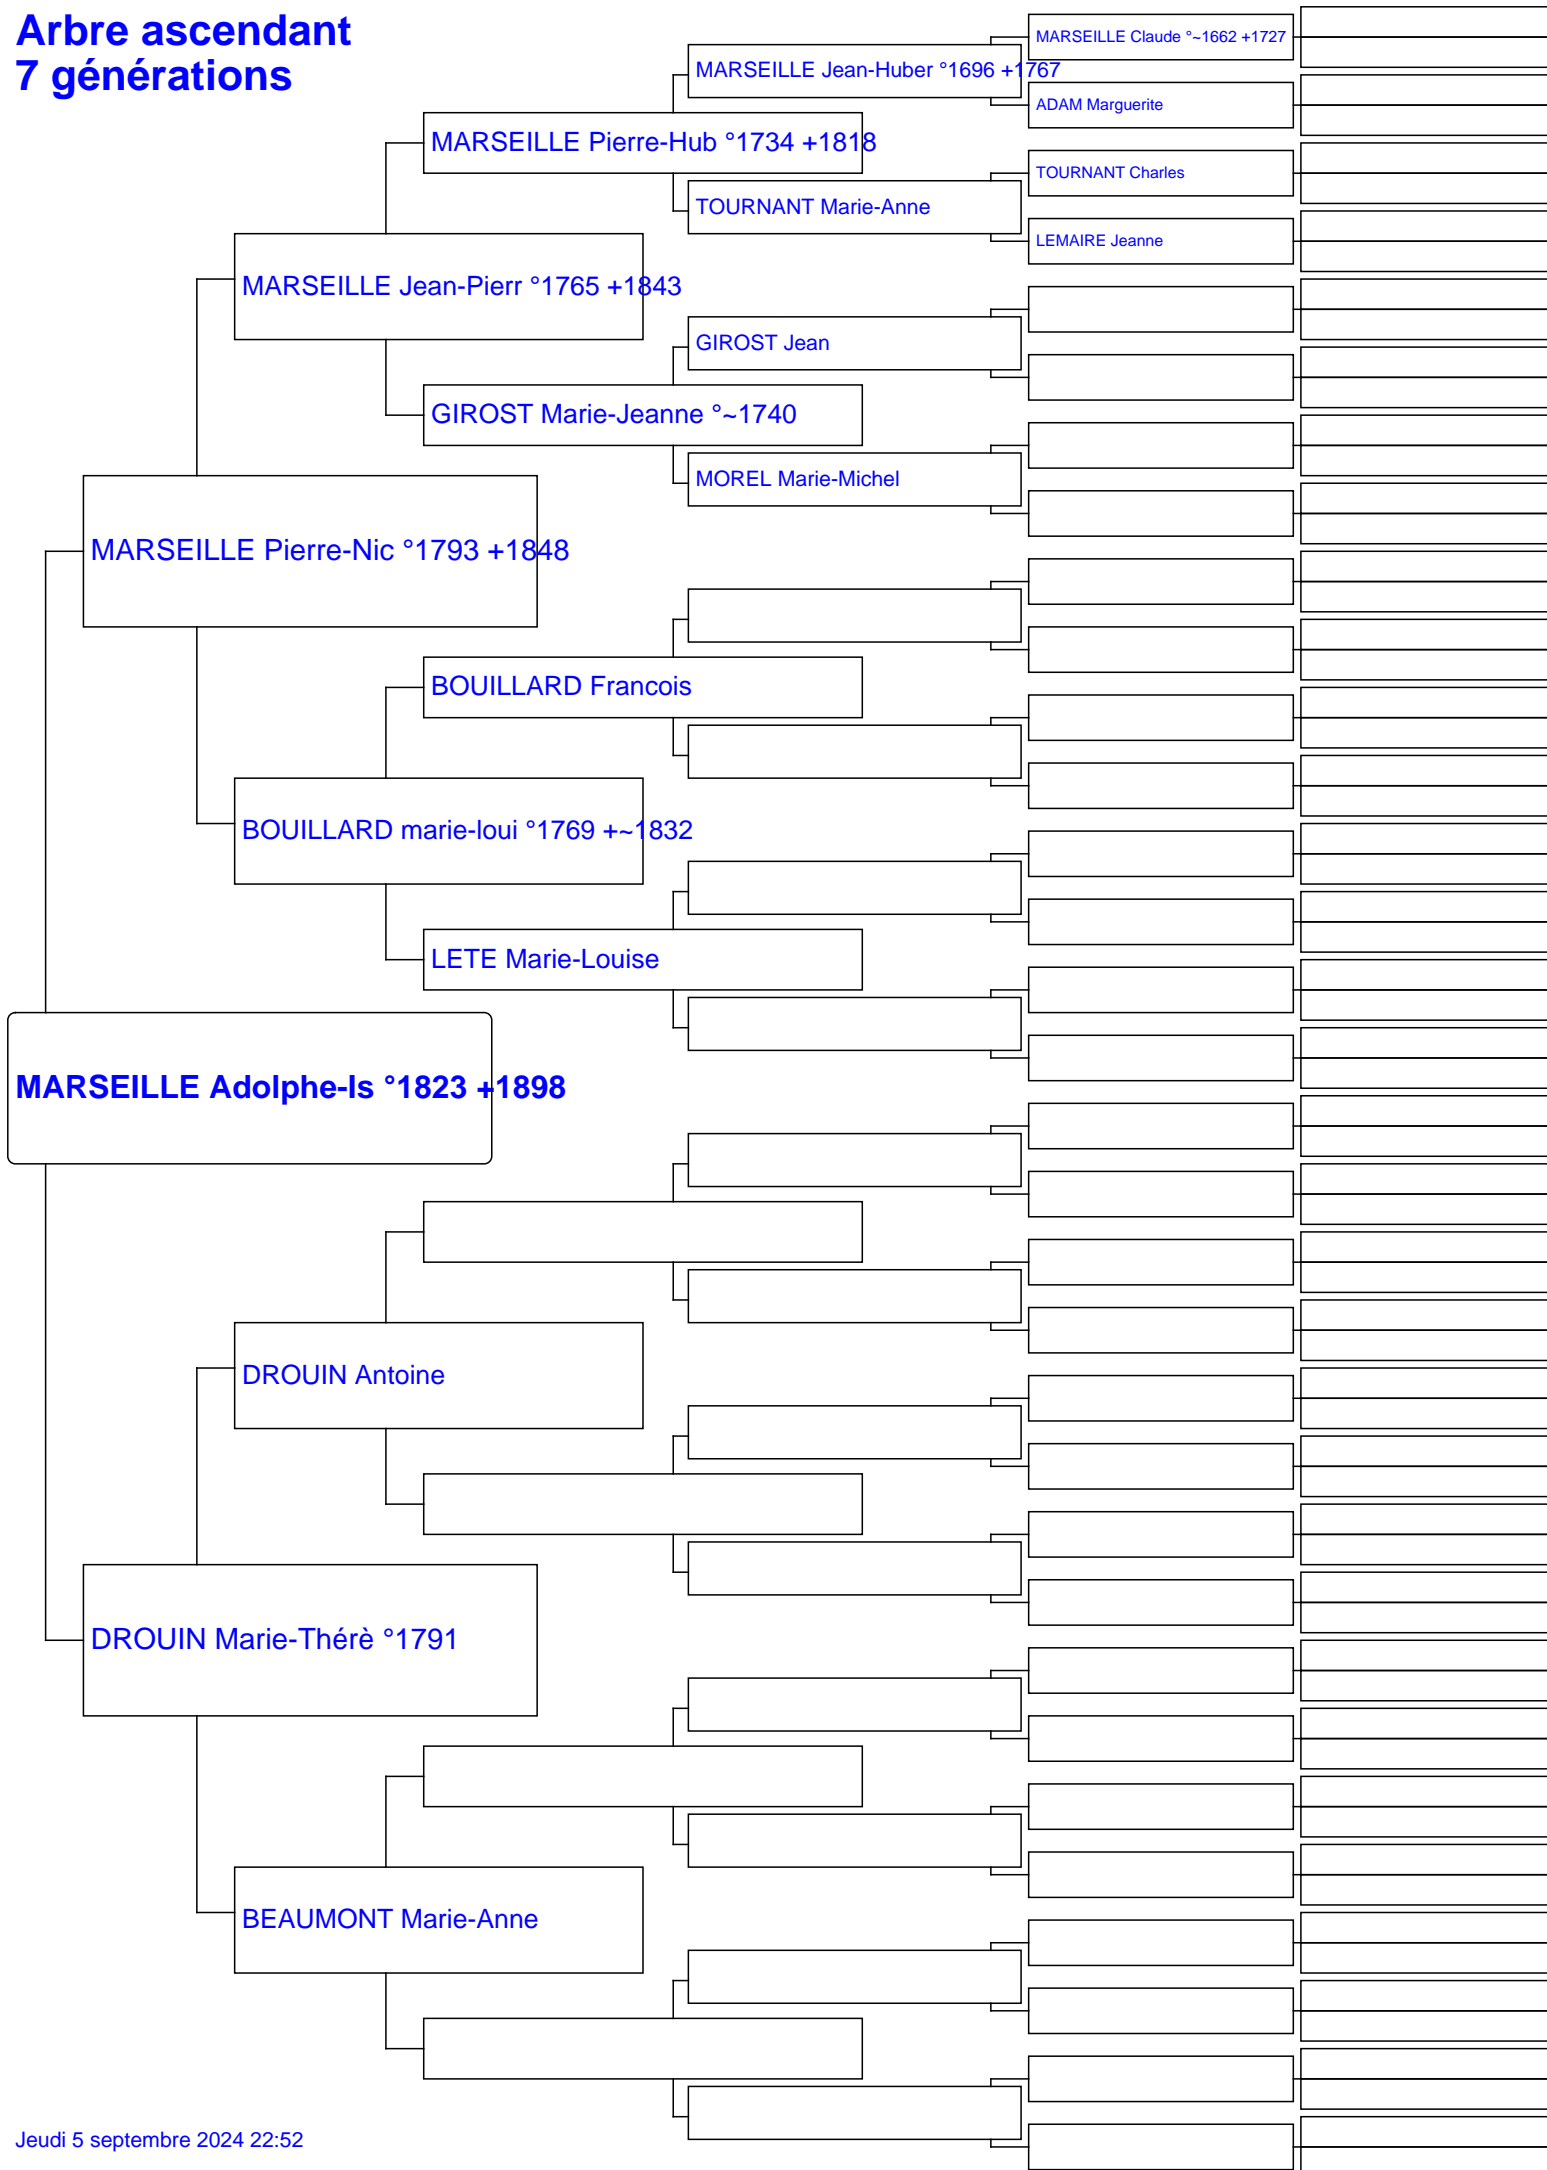 Arbre ascendant
7 générations
MARSEILLE Claude °~1662 +1727
MARSEILLE Jean-Huber °1696 +1767
ADAM Marguerite
MARSEILLE Pierre-Hub °1734 +1818
TOURNANT Charles
TOURNANT Marie-Anne
LEMAIRE Jeanne
MARSEILLE Jean-Pierr °1765 +1843
GIROST Jean
GIROST Marie-Jeanne °~1740
MOREL Marie-Michel
MARSEILLE Pierre-Nic °1793 +1848
BOUILLARD Francois
BOUILLARD marie-loui °1769 +~1832
LETE Marie-Louise
MARSEILLE Adolphe-Is °1823 +1898
DROUIN Antoine
DROUIN Marie-Thérè °1791
BEAUMONT Marie-Anne
Jeudi 5 septembre 2024 22:52